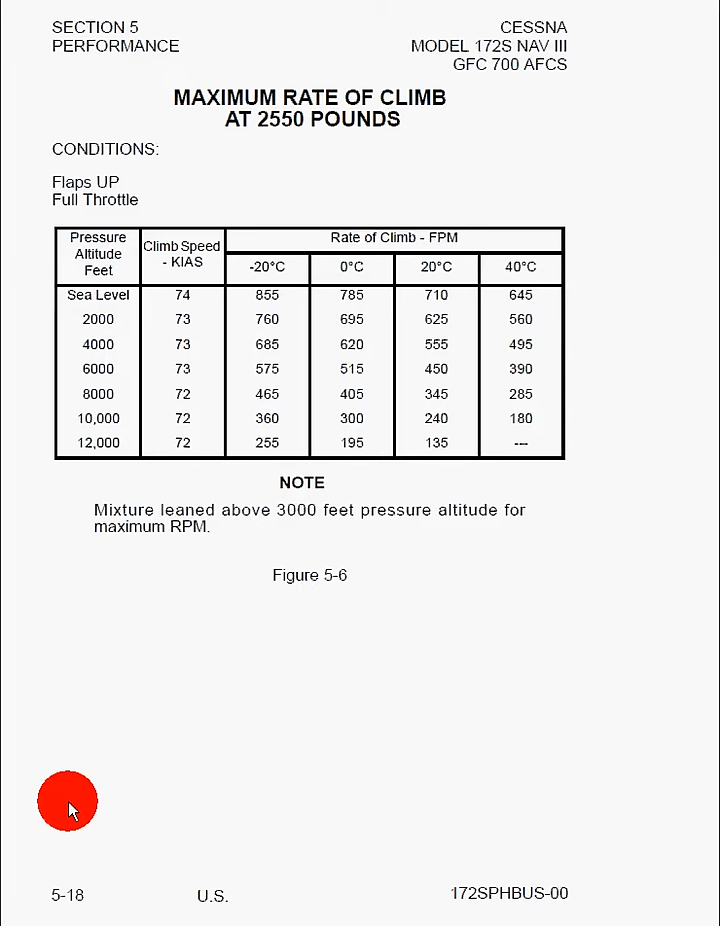 SECTION 5
PERFORMANCE
CESSNA
MODEL 172S NAV III
GFC 700 AFCS
MAXIMUM RATE OF CLIMB
AT 2550 POUNDS
CONDITIONS:
Flaps UP
Full Throttle
Pressure Altitude Feet Climb Speed - KIAS Rate of Climb - FPM
-20°C 0°C 20°C 40°C
Sea Level 74 855 785 710 645
2000 73 760 695 625 560
4000 73 685 620 555 495
6000 73 575 515 450 390
8000 72 465 405 345 285
10,000 72 360 300 240 180
12,000 72 255 195 135 ---
NOTE
Mixture leaned above 3000 feet pressure altitude for
maximum RPM.
Figure 5-6
5-18 U.S. 172SPHBUS-00